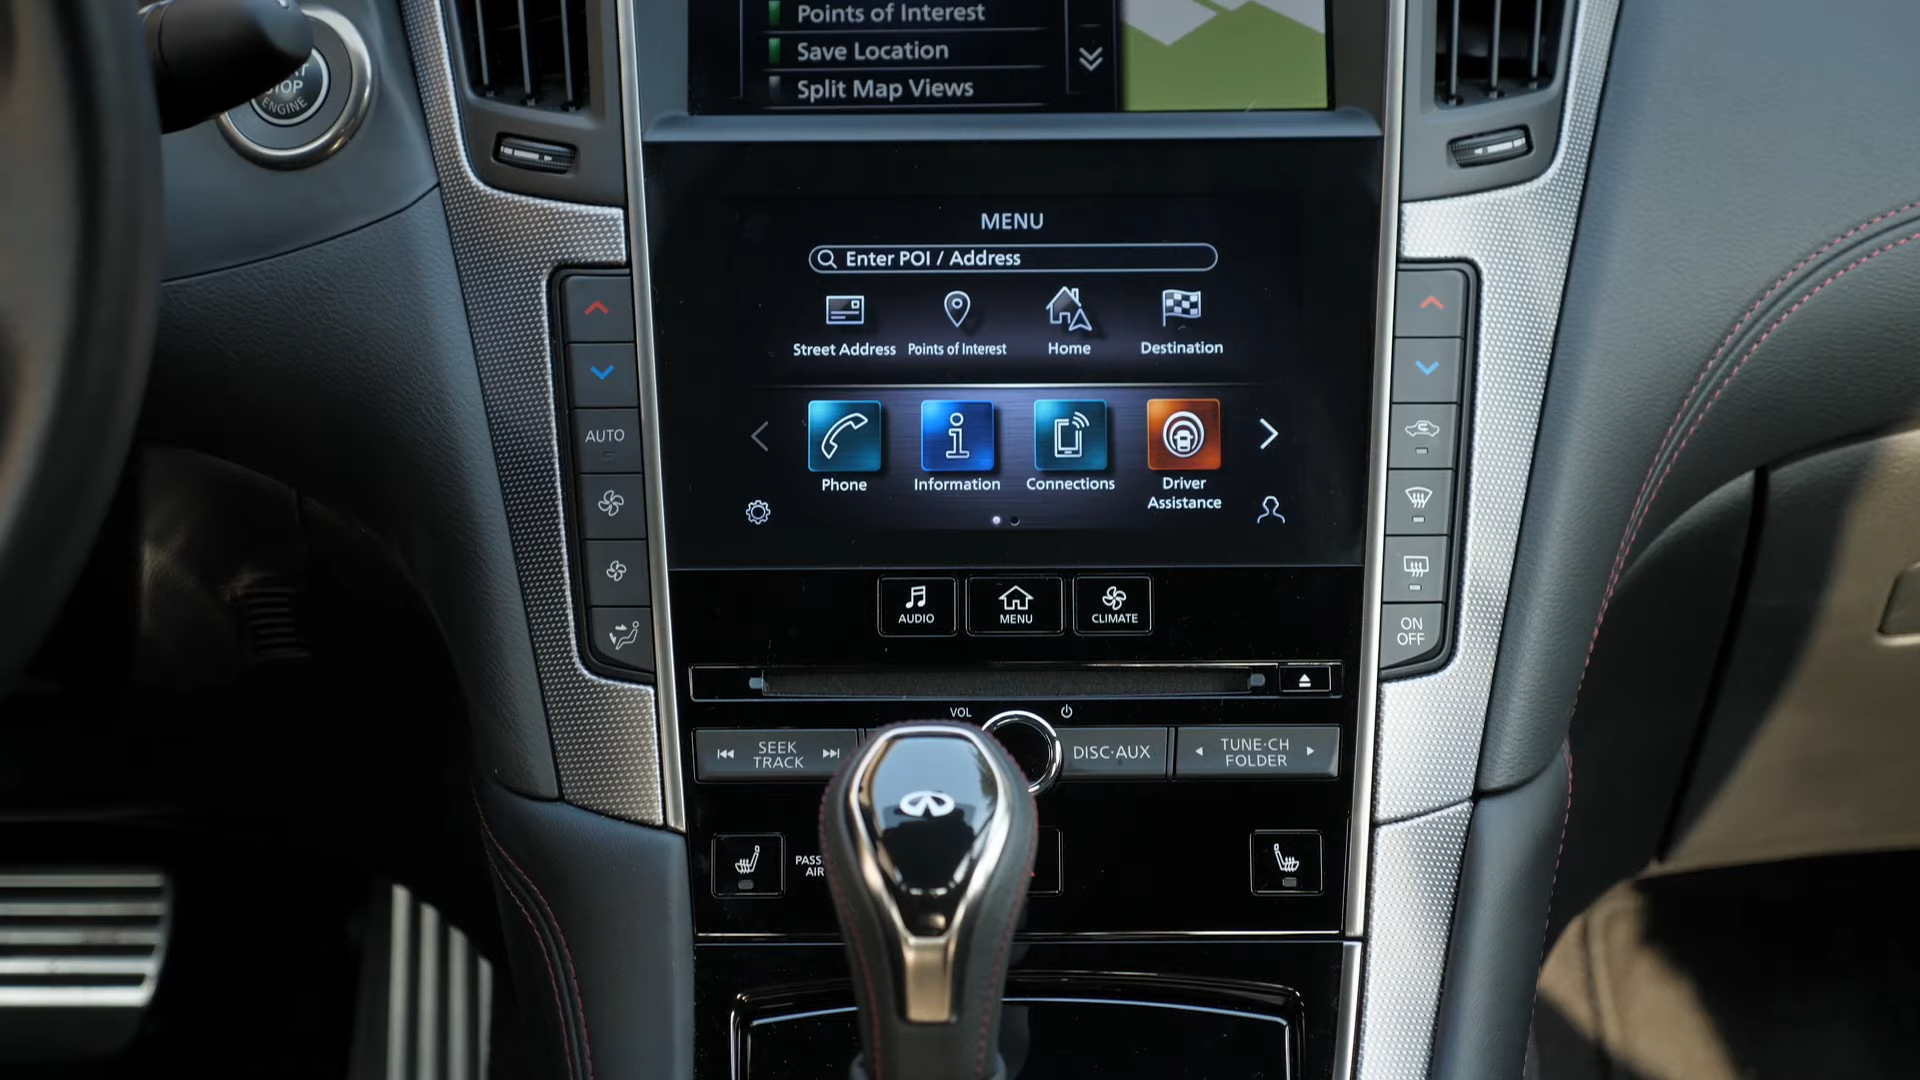 Points of Interest
Save Location
Split Map Views
STOP
ENGINE
MENU
Enter POI / Address
Street Address
Points of Interest
Home
Destination
Phone
Information
Connections
Driver
Assistance
AUTO
AUDIO
MENU
CLIMATE
ON
OFF
VOL
SEEK
TRACK
DISC·AUX
TUNE·CH
FOLDER